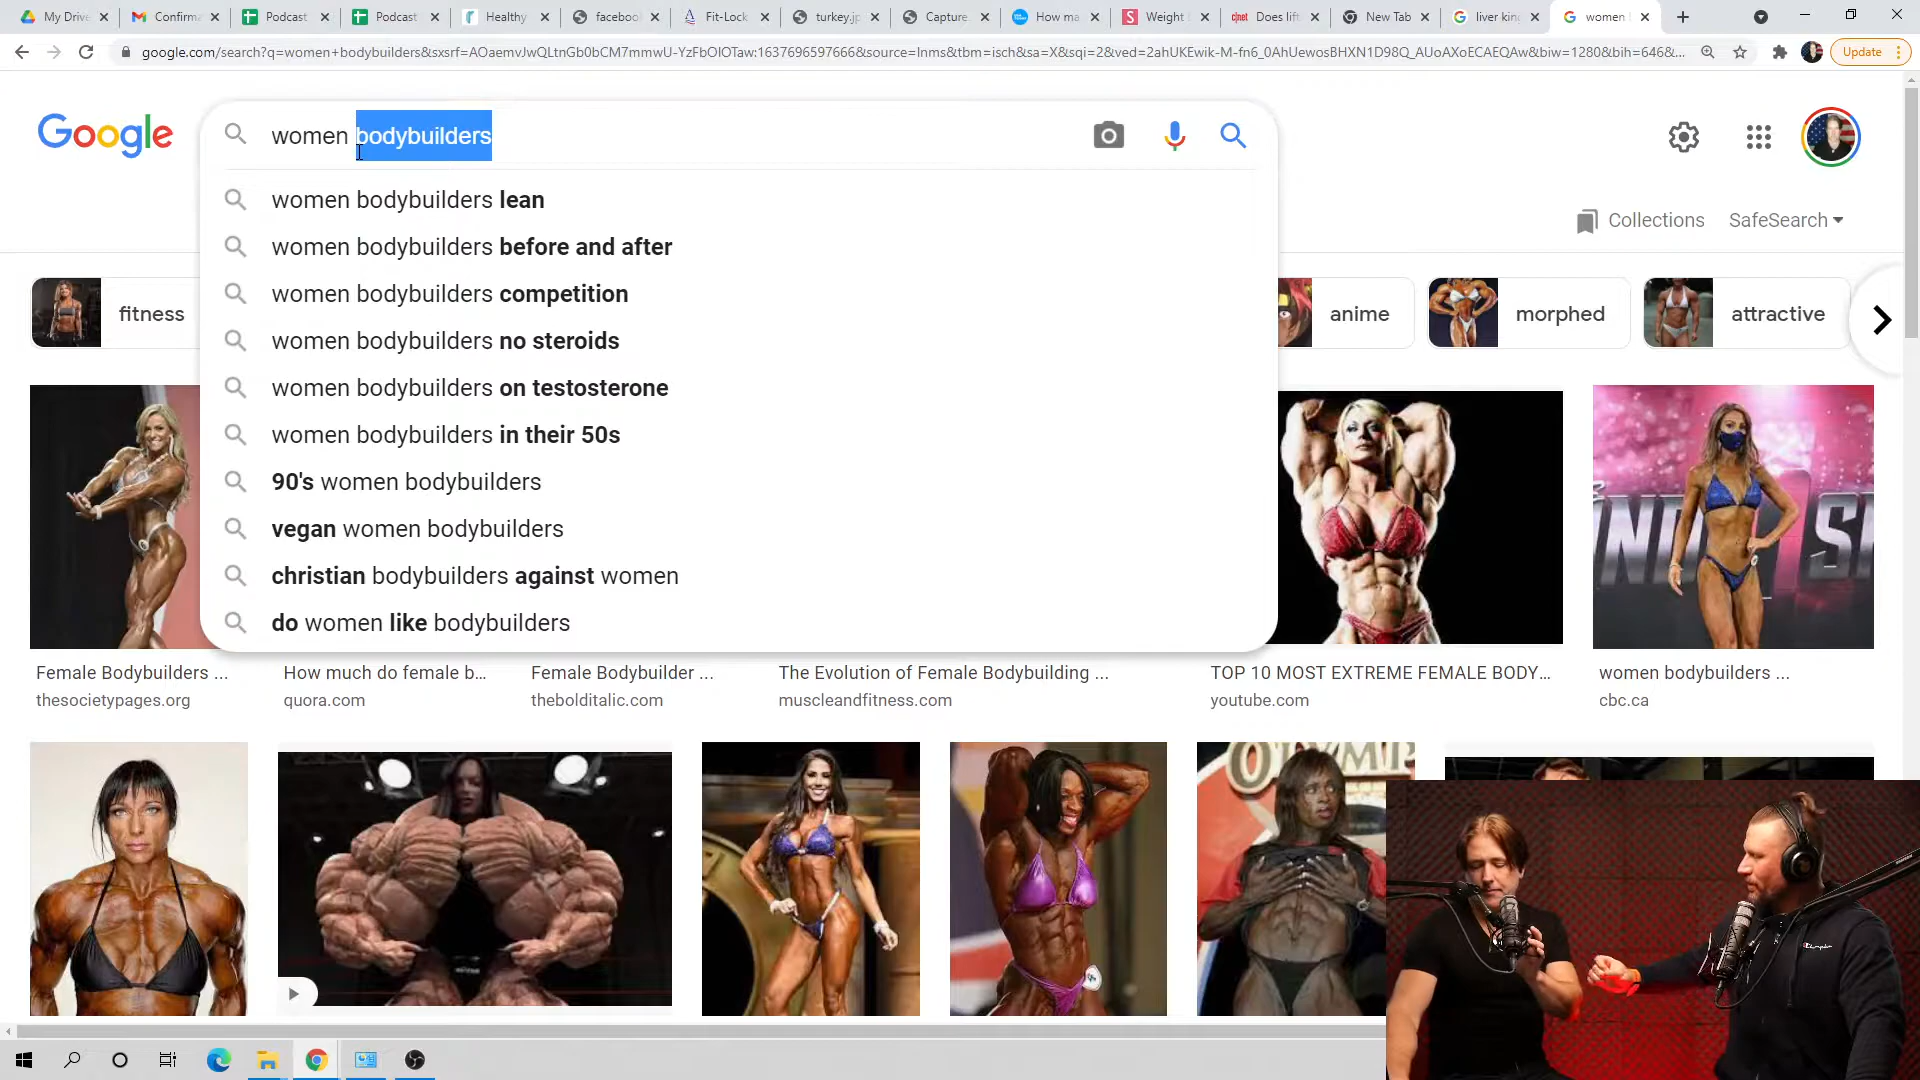 My Drive
Confirma
Podcast
Podcast
Healthy
facebook
Fit-Lock
turkey.jp
Capture
How ma
Weight
Does lift
New Tab
liver king
women b
google.com/search?q=women+bodybuilders&sxsrf=AOaemvJwQLtnGb0bCM7mmwU-YzFbOlOTaw:1637696597666&source=lnms&tbm=isch&sa=X&sqi=2&ved=2ahUKEwik-M-fn6_0AhUewosBHXN1D98Q_AUoAXoECAEQAw&biw=1280&bih=646&...
Update
Google
women bodybuilders
women bodybuilders lean
women bodybuilders before and after
women bodybuilders competition
women bodybuilders no steroids
women bodybuilders on testosterone
women bodybuilders in their 50s
90's women bodybuilders
vegan women bodybuilders
christian bodybuilders against women
do women like bodybuilders
Collections
SafeSearch
fitness
anime
morphed
attractive
Female Bodybuilders ...
thesocietypages.org
How much do female b...
quora.com
Female Bodybuilder ...
thebolditalic.com
The Evolution of Female Bodybuilding ...
muscleandfitness.com
TOP 10 MOST EXTREME FEMALE BODY...
youtube.com
women bodybuilders ...
cbc.ca
OLYMP
Champion